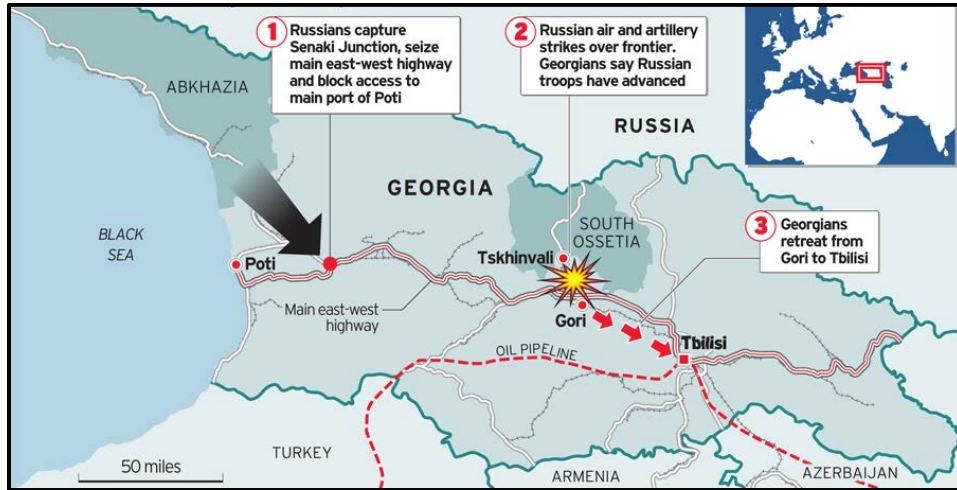 1
Russians capture
Senaki Junction, seize
main east-west highway
and block access to
main port of Poti
2
Russian air and artillery
strikes over frontier.
Georgians say Russian
troops have advanced
ABKHAZIA
RUSSIA
GEORGIA
BLACK
SEA
SOUTH
OSSETIA
3
Georgians
retreat from
Gori to Tbilisi
Poti
Tskhinvali
Main east-west
highway
Gori
Tbilisi
OIL PIPELINE
50 miles
TURKEY
ARMENIA
AZERBAIJAN